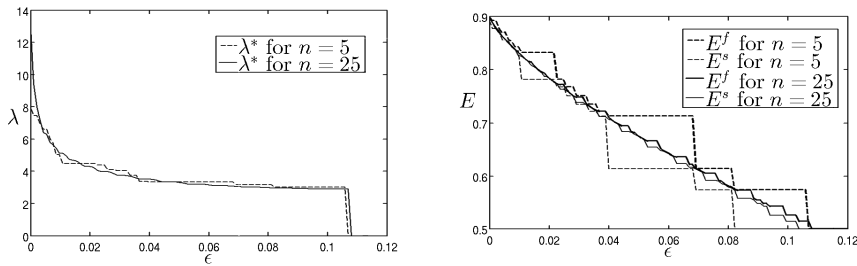 14
12
10
8
6
4
2
0
λ
0
0.02
0.04
0.06
0.08
0.1
0.12
ϵ
λ* for n = 5
λ* for n = 25
0.9
0.8
0.7
0.6
0.5
E
0
0.02
0.04
0.06
0.08
0.1
0.12
ϵ
E^f for n = 5
E^s for n = 5
E^f for n = 25
E^s for n = 25